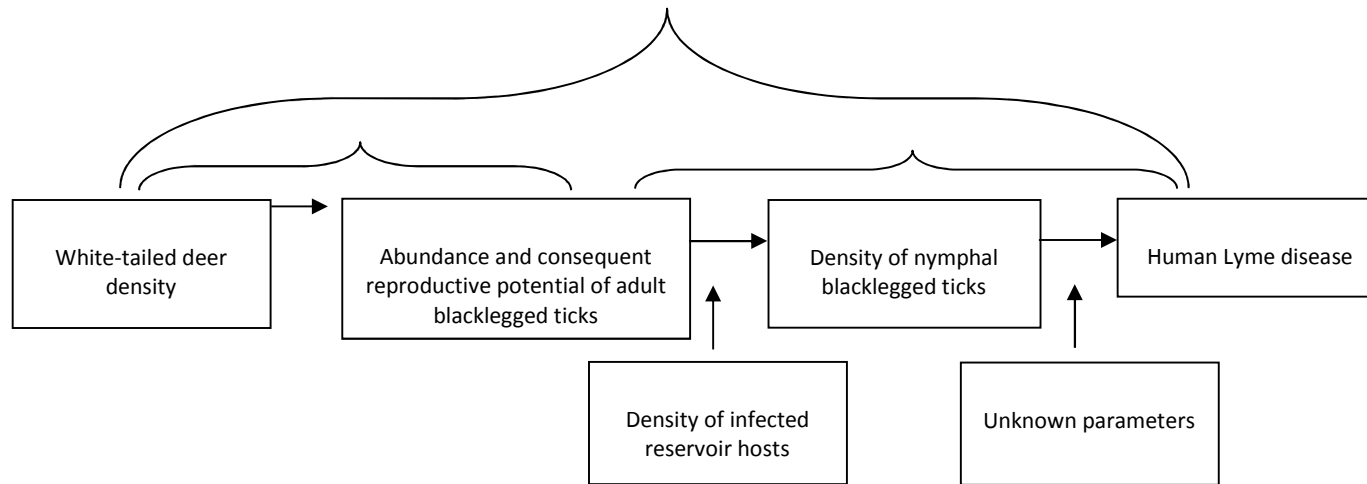 White-tailed deer
density
Abundance and consequent
reproductive potential of adult
blacklegged ticks
Density of nymphal
blacklegged ticks
Human Lyme disease
Density of infected
reservoir hosts
Unknown parameters